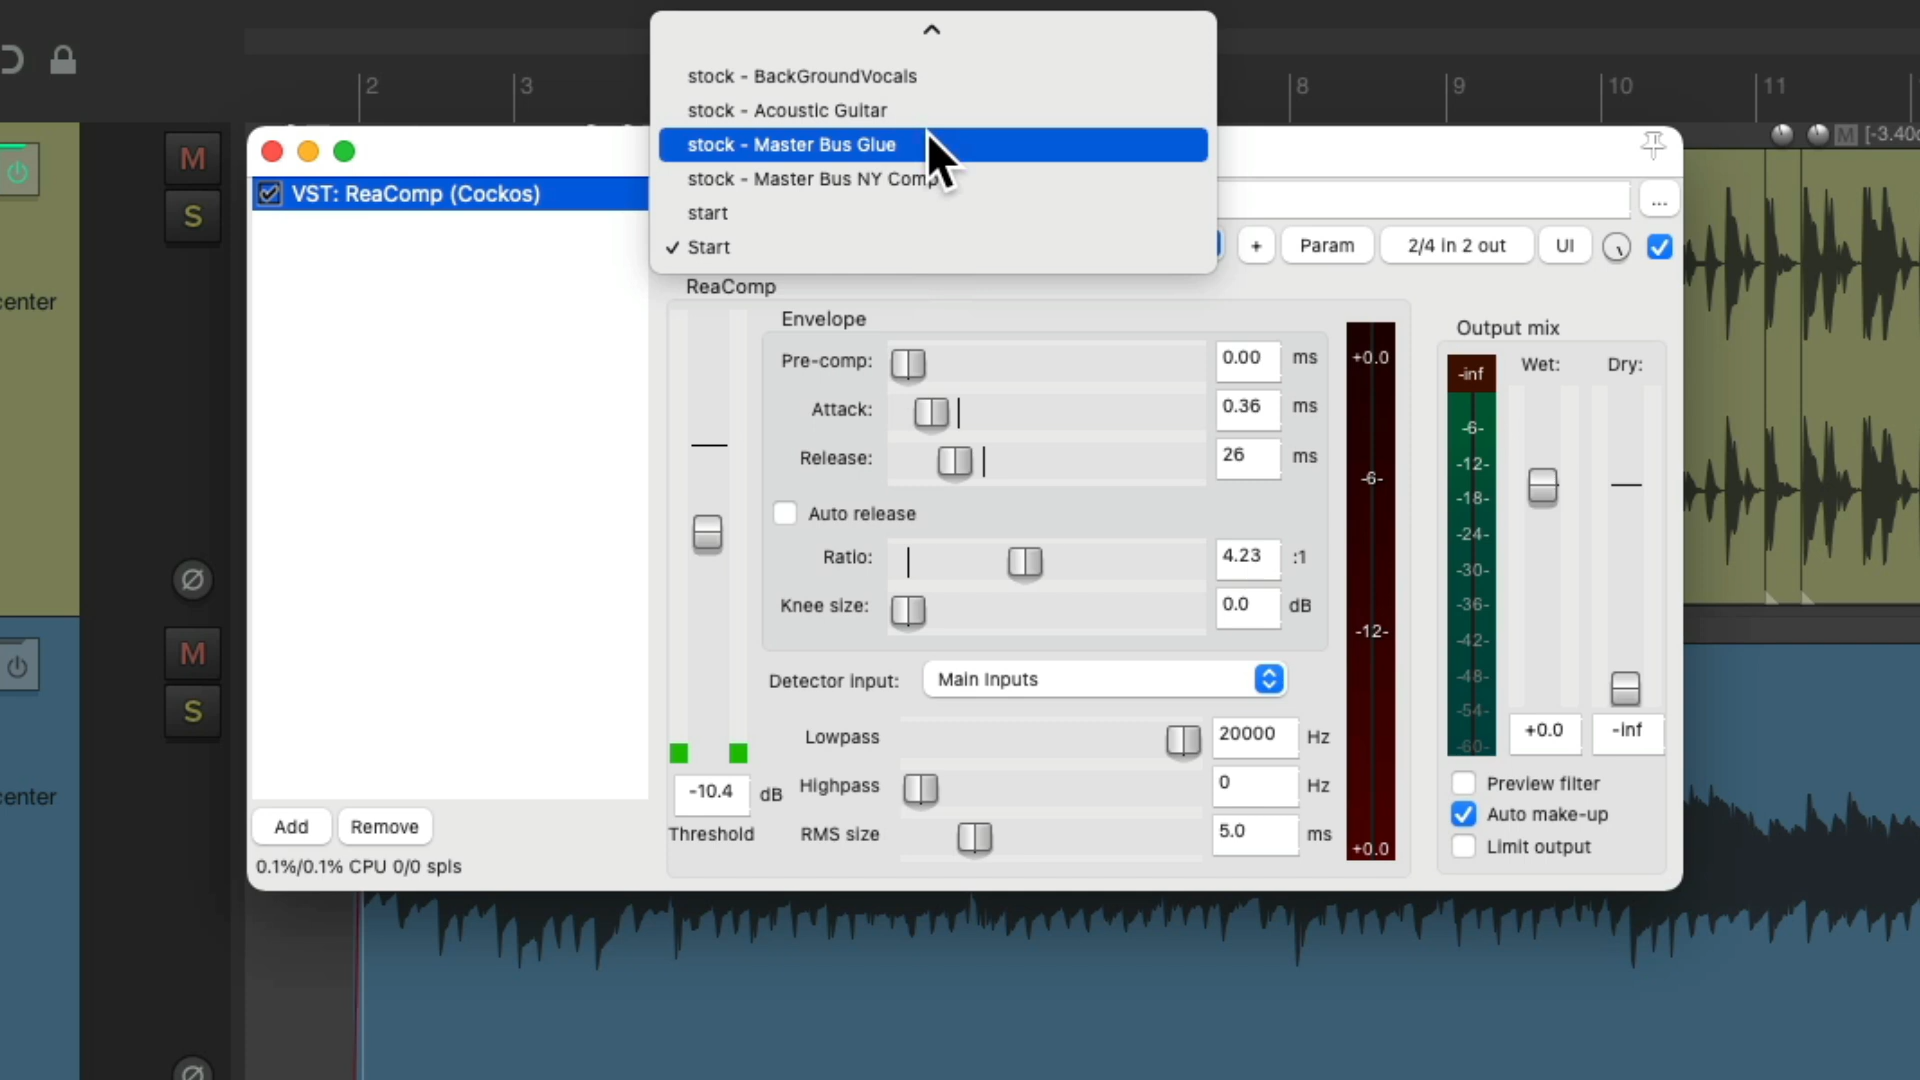 2
3
8
9
10
11
stock - BackGroundVocals
stock - Acoustic Guitar
stock - Master Bus Glue
stock - Master Bus NY Comp
start
✓ Start
M
S
M [-3.40
VST: ReaComp (Cockos)
...
+
Param
2/4 in 2 out
UI
center
ReaComp
Envelope
Pre-comp:
0.00
ms
Attack:
0.36
ms
Release:
26
ms
Auto release
Ratio:
4.23
:1
Knee size:
0.0
dB
Detector input:
Main Inputs
Lowpass
20000
Hz
Highpass
0
Hz
RMS size
5.0
ms
-10.4
dB
Threshold
+0.0
-6-
-12-
+0.0
Output mix
Wet:
Dry:
-inf
-6-
-12-
-18-
-24-
-30-
-36-
-42-
-48-
-54-
-60-
+0.0
-inf
Preview filter
Auto make-up
Limit output
M
S
center
Add
Remove
0.1%/0.1% CPU 0/0 spls